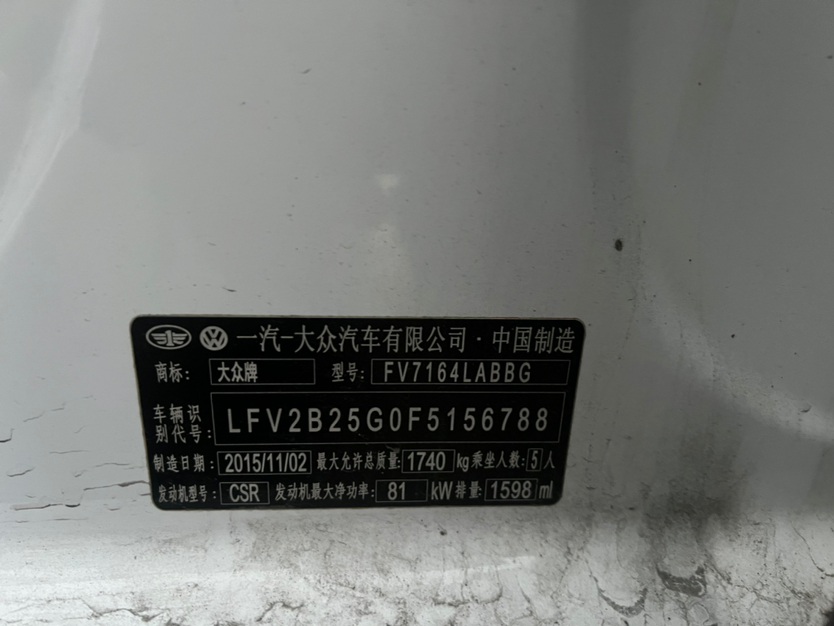 一汽-大众汽车有限公司·中国制造
商标: 大众牌 型号: FV7164LABBG
车辆识别代号: LFV2B25G0F5156788
制造日期: 2015/11/02 最大允许总质量: 1740 kg 乘坐人数: 5 人
发动机型号: CSR 发动机最大净功率: 81 kW 排量: 1598 ml